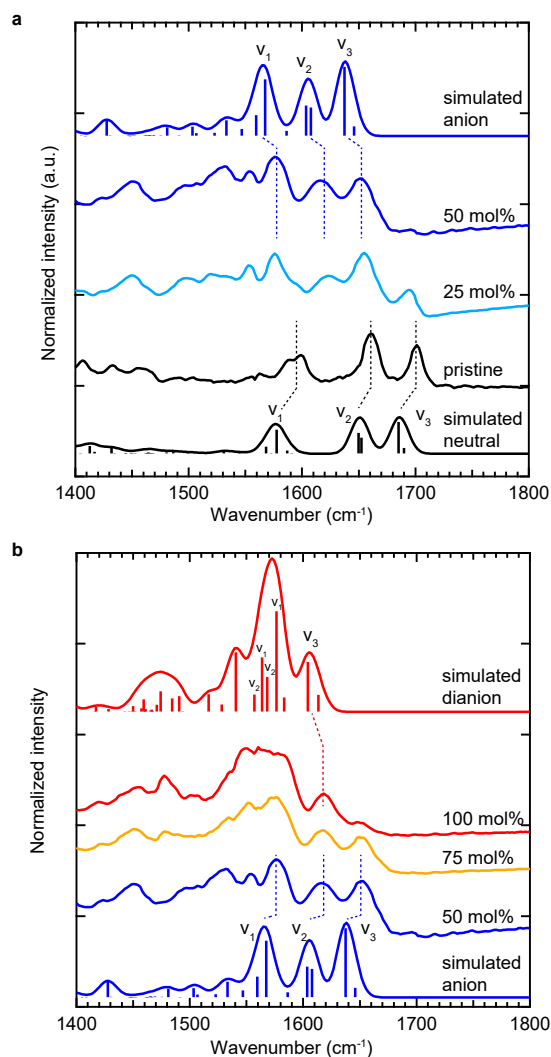 a
v1
v2
v3
simulated
anion
50 mol%
25 mol%
pristine
v1
v2
v3
simulated
neutral
Normalized intensity (a.u.)
1400 1500 1600 1700 1800
Wavenumber (cm-1)
b
v1
v1
v2
v2
v3
simulated
dianion
100 mol%
75 mol%
50 mol%
v1
v2
v3
simulated
anion
Normalized intensity
1400 1500 1600 1700 1800
Wavenumber (cm-1)